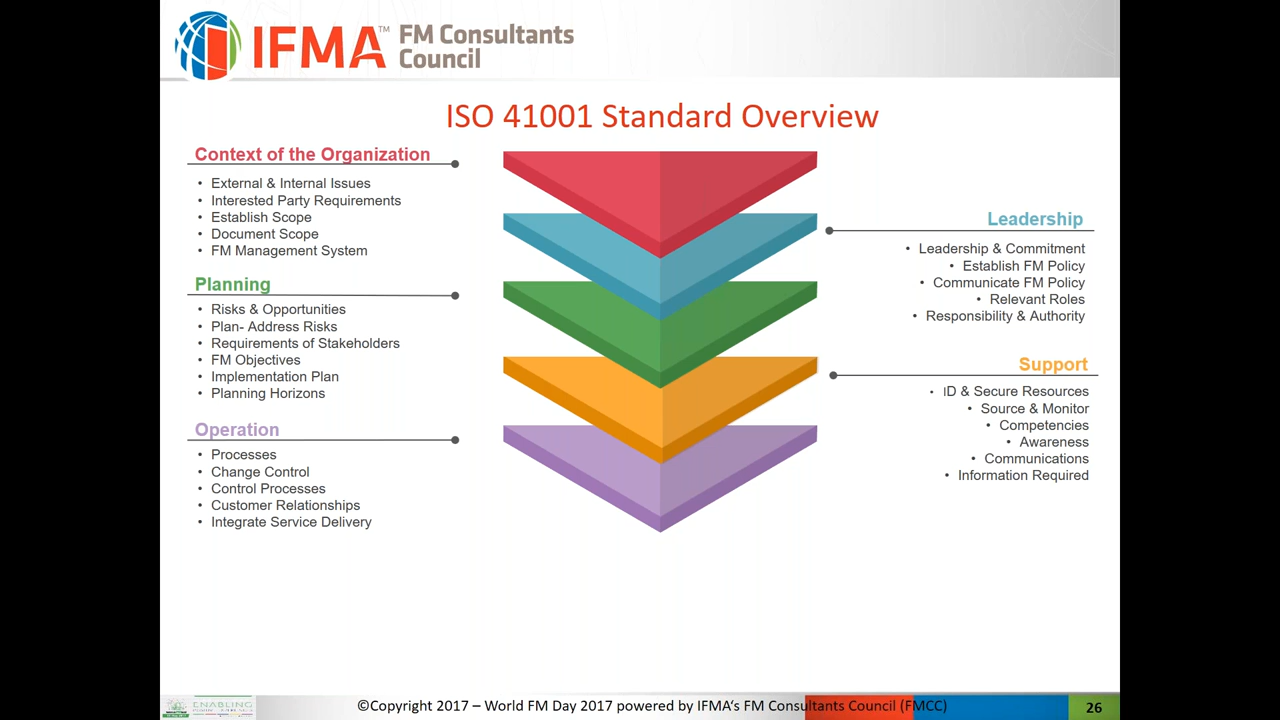 IFMA™ FM Consultants
Council
ISO 41001 Standard Overview
Context of the Organization
• External & Internal Issues
• Interested Party Requirements
• Establish Scope
• Document Scope
• FM Management System
Leadership
• Leadership & Commitment
• Establish FM Policy
• Communicate FM Policy
• Relevant Roles
• Responsibility & Authority
Planning
• Risks & Opportunities
• Plan- Address Risks
• Requirements of Stakeholders
• FM Objectives
• Implementation Plan
• Planning Horizons
Support
• ID & Secure Resources
• Source & Monitor
• Competencies
• Awareness
• Communications
• Information Required
Operation
• Processes
• Change Control
• Control Processes
• Customer Relationships
• Integrate Service Delivery
ENABLING
©Copyright 2017 – World FM Day 2017 powered by IFMA‘s FM Consultants Council (FMCC)
26